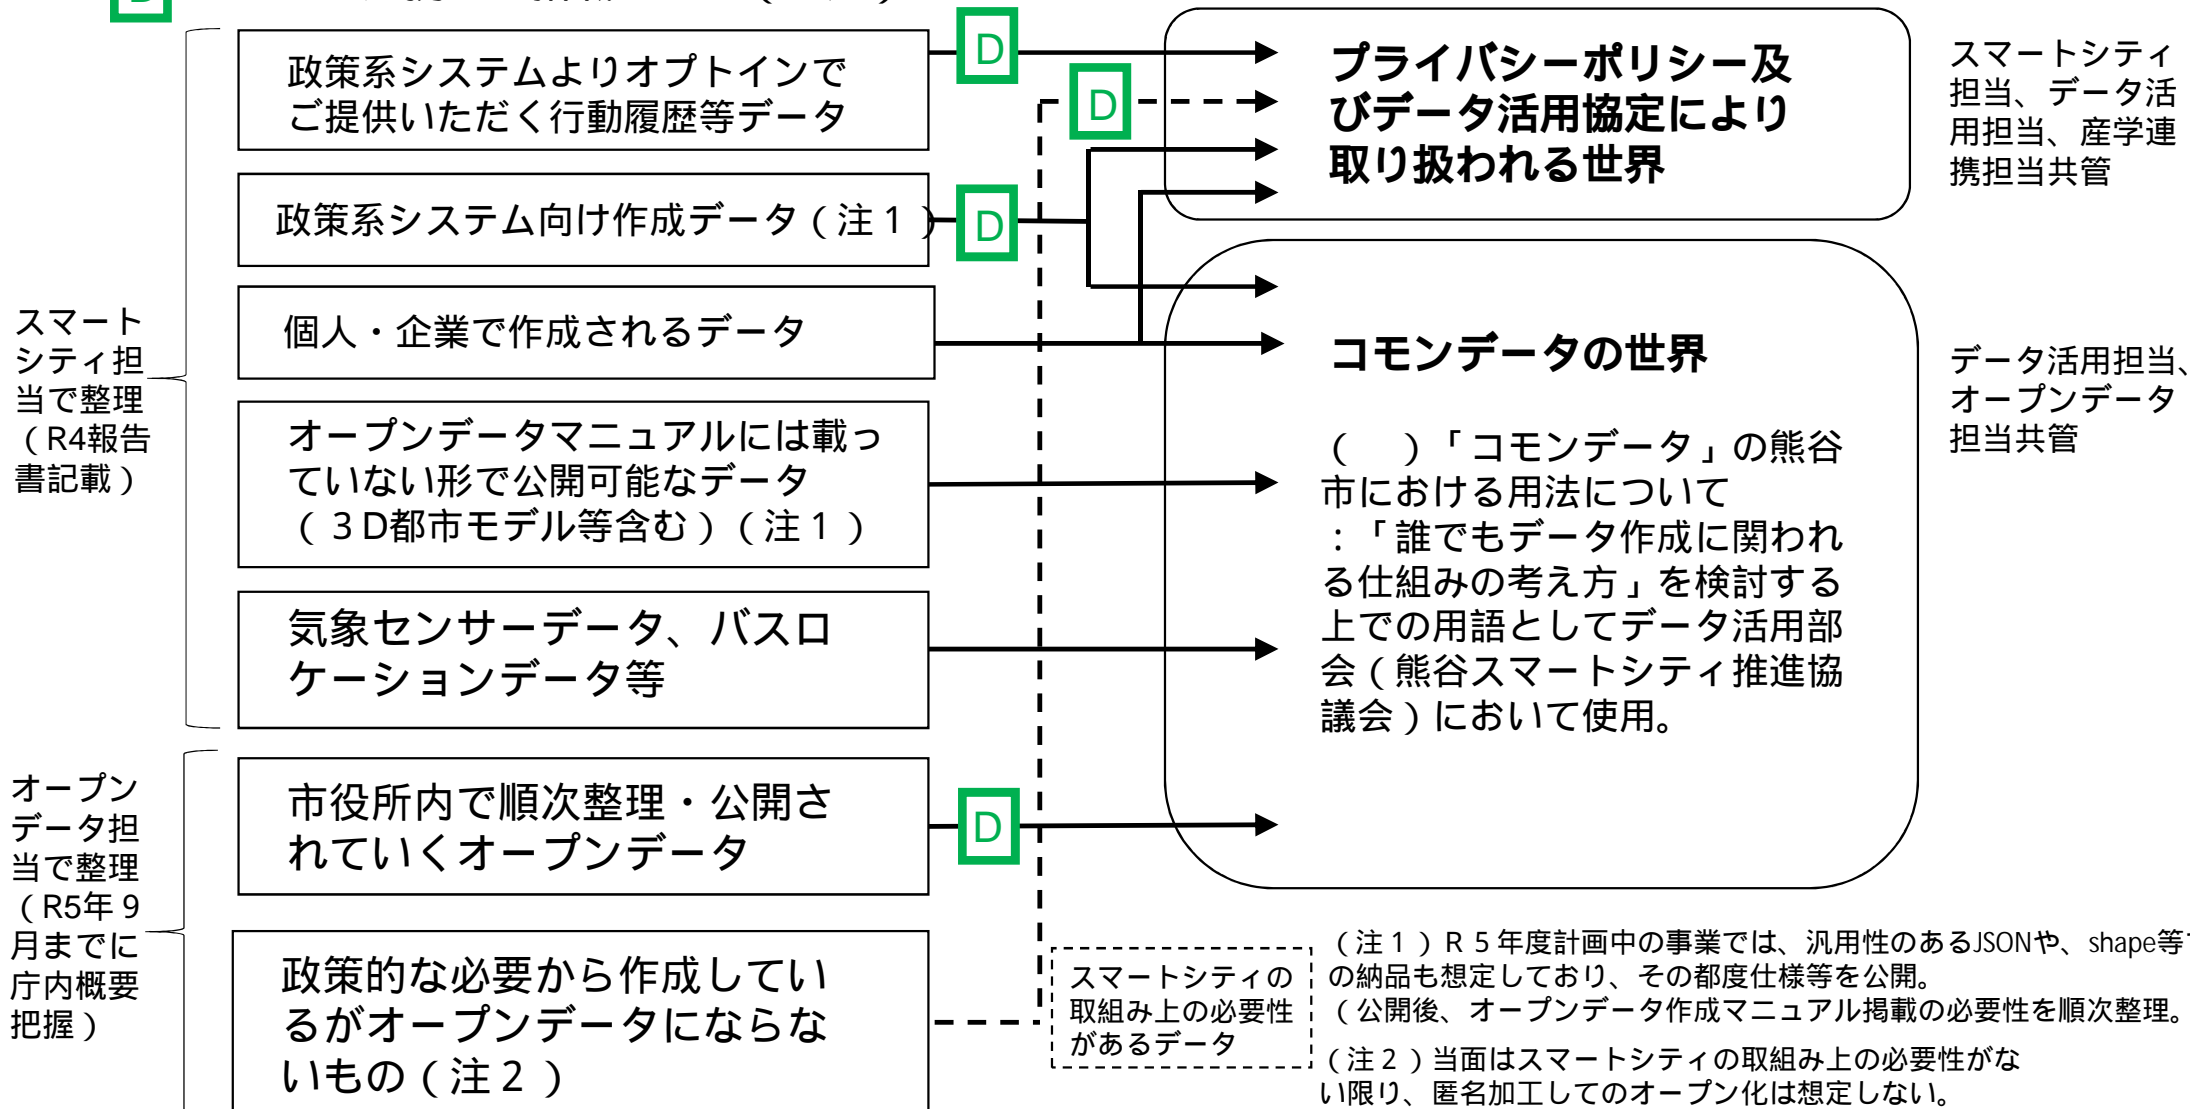 D
D
政策系システムよりオプトインで
ご提供いただく行動履歴等データ
D
D
政策系システム向け作成データ（注１）
D
個人・企業で作成されるデータ
オープンデータマニュアルには載っ
ていない形で公開可能なデータ
（３D都市モデル等含む）（注１）
気象センサーデータ、バスロ
ケーションデータ等
市役所内で順次整理・公開さ
れていくオープンデータ
D
政策的な必要から作成してい
るがオープンデータにならな
いもの（注２）
スマート
シティ担
当で整理
（R4報告
書記載）
オープン
データ担
当で整理
（R5年９
月までに
庁内概要
把握）
プライバシーポリシー及
びデータ活用協定により
取り扱われる世界
スマートシティ
担当、データ活
用担当、産学連
携担当共管
コモンデータの世界
（　）「コモンデータ」の熊谷
市における用法について
：「誰でもデータ作成に関われ
る仕組みの考え方」を検討する
上での用語としてデータ活用部
会（熊谷スマートシティ推進協
議会）において使用。
データ活用担当、
オープンデータ
担当共管
スマートシティの
取組み上の必要性
があるデータ
（注１）Ｒ５年度計画中の事業では、汎用性のあるJSONや、shape等
の納品も想定しており、その都度仕様等を公開。
（公開後、オープンデータ作成マニュアル掲載の必要性を順次整理。
（注２）当面はスマートシティの取組み上の必要性がな
い限り、匿名加工してのオープン化は想定しない。